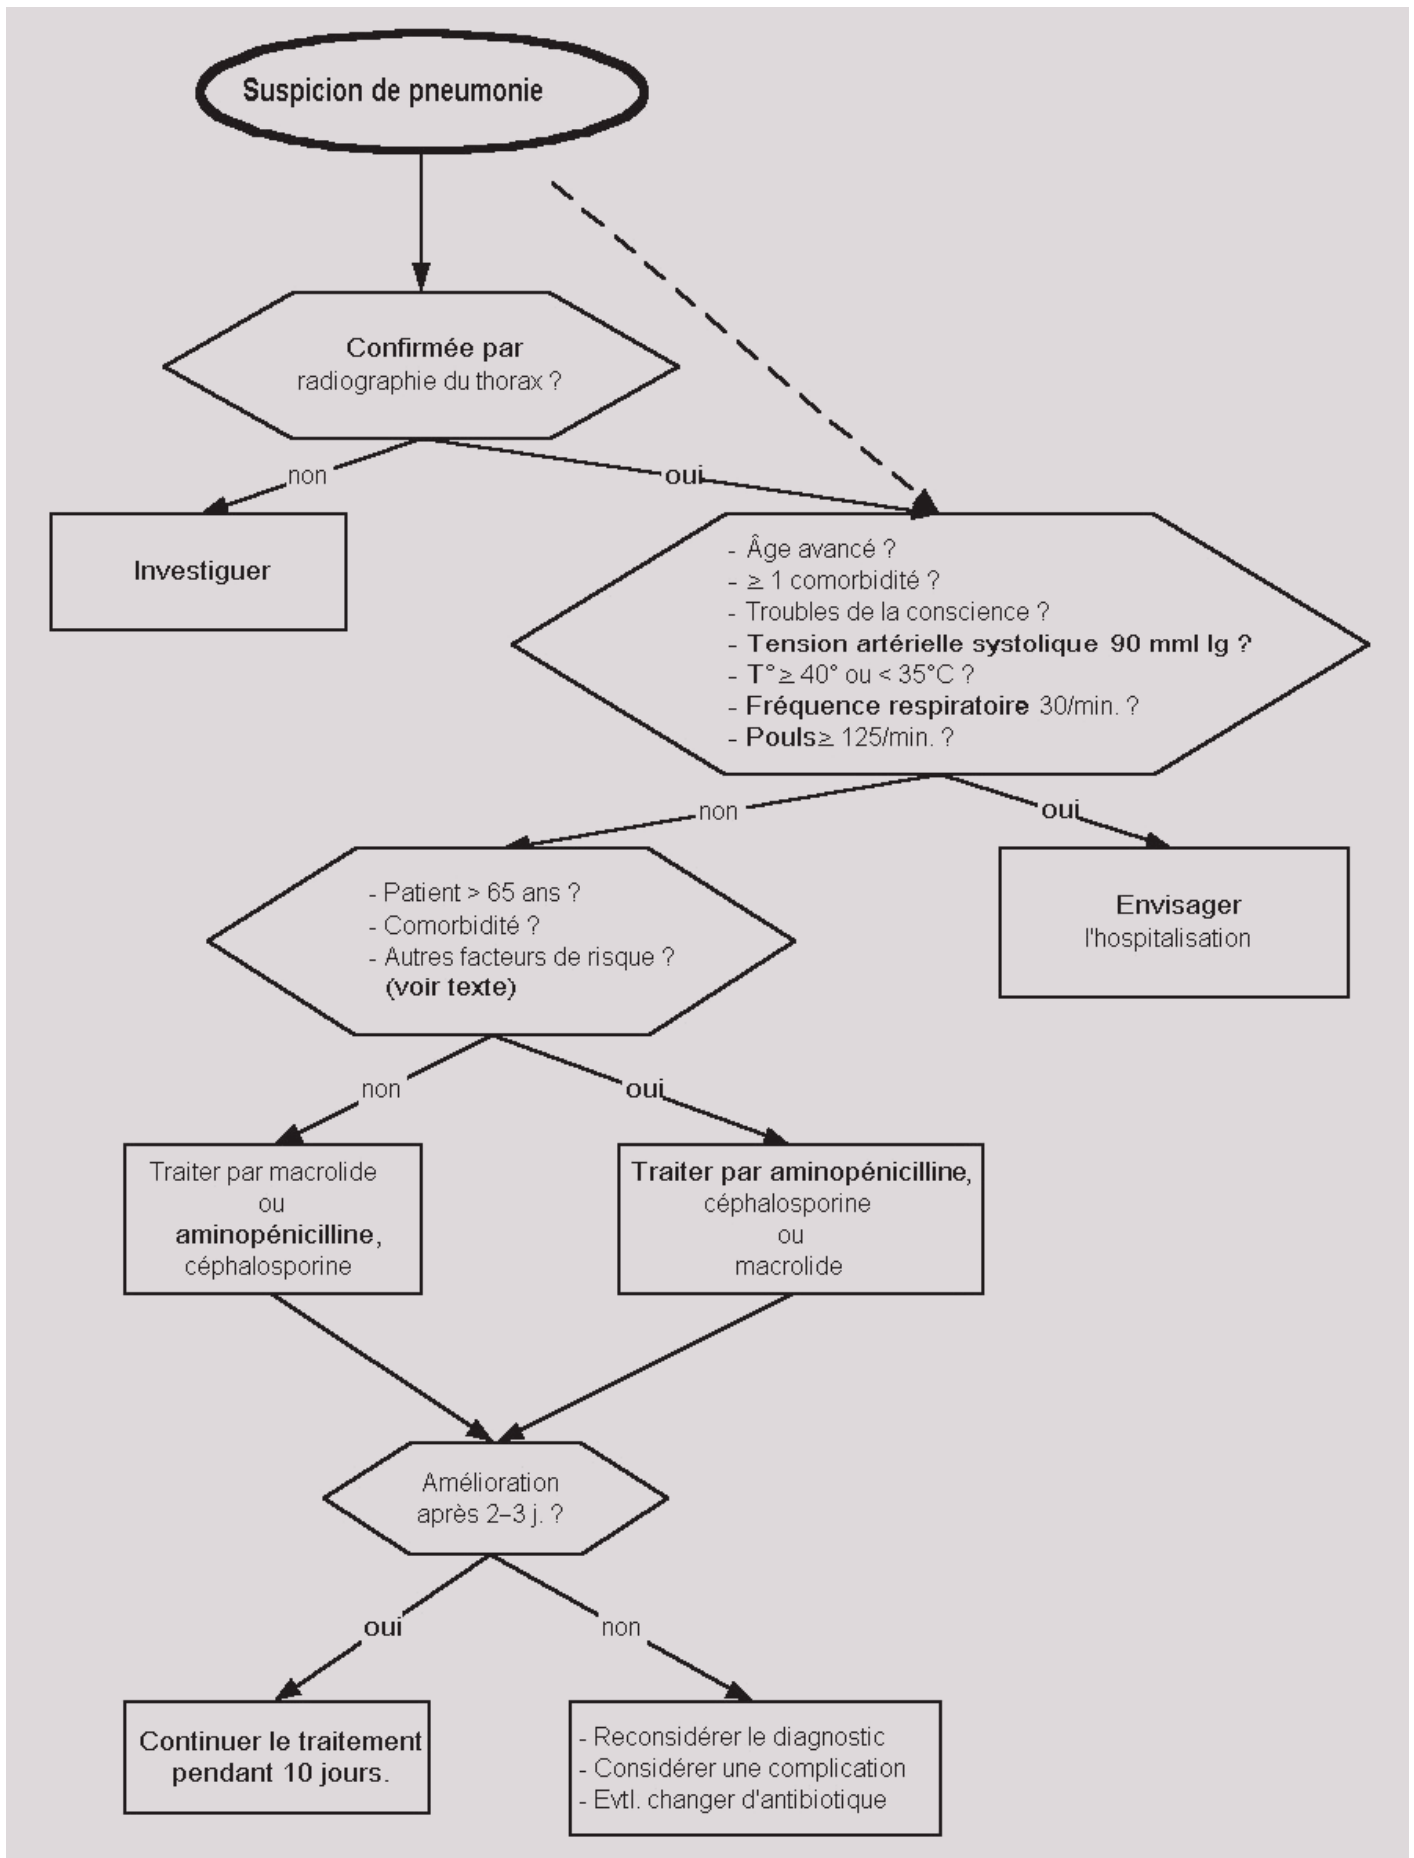 Suspicion de pneumonie
Confirmée par
radiographie du thorax ?
non
oui
Investiguer
- Âge avancé ?
- ≥ 1 comorbidité ?
- Troubles de la conscience ?
- Tension artérielle systolique 90 mml lg ?
- T° ≥ 40° ou < 35°C ?
- Fréquence respiratoire 30/min. ?
- Pouls ≥ 125/min. ?
non
oui
- Patient > 65 ans ?
- Comorbidité ?
- Autres facteurs de risque ?
(voir texte)
Envisager
l'hospitalisation
non
oui
Traiter par macrolide
ou
aminopénicilline,
céphalosporine
Traiter par aminopénicilline,
céphalosporine
ou
macrolide
Amélioration
après 2–3 j. ?
oui
non
Continuer le traitement
pendant 10 jours.
- Reconsidérer le diagnostic
- Considérer une complication
- Evtl. changer d'antibiotique